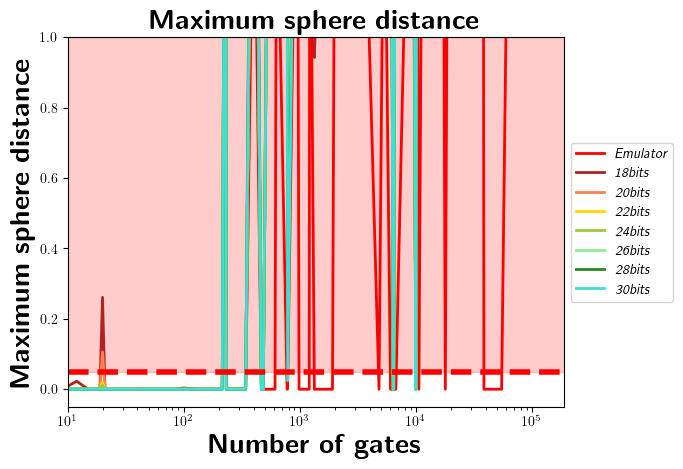 Maximum sphere distance
Maximum sphere distance
1.0
0.8
0.6
0.4
0.2
0.0
10^1
10^2
10^3
10^4
10^5
Number of gates
Emulator
18bits
20bits
22bits
24bits
26bits
28bits
30bits